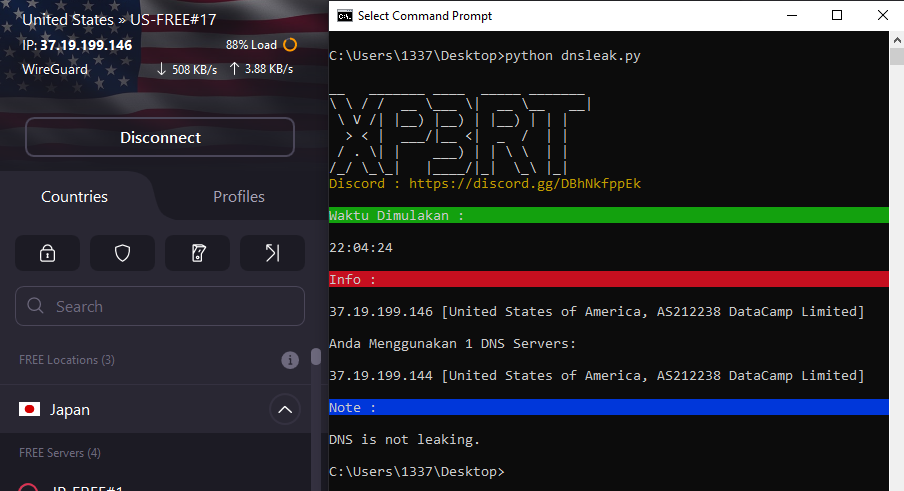 United States » US-FREE#17
IP: 37.19.199.146
88% Load
WireGuard
↓ 508 KB/s ↑ 3.88 KB/s
Disconnect
Countries
Profiles
Search
FREE Locations (3)
Japan
FREE Servers (4)
JP-FREE#1
Select Command Prompt
C:\Users\1337\Desktop>python dnsleak.py
XP3RT
Discord : https://discord.gg/DBhNkfppEk
Waktu Dimulakan :
22:04:24
Info :
37.19.199.146 [United States of America, AS212238 DataCamp Limited]
Anda Menggunakan 1 DNS Servers:
37.19.199.144 [United States of America, AS212238 DataCamp Limited]
Note :
DNS is not leaking.
C:\Users\1337\Desktop>